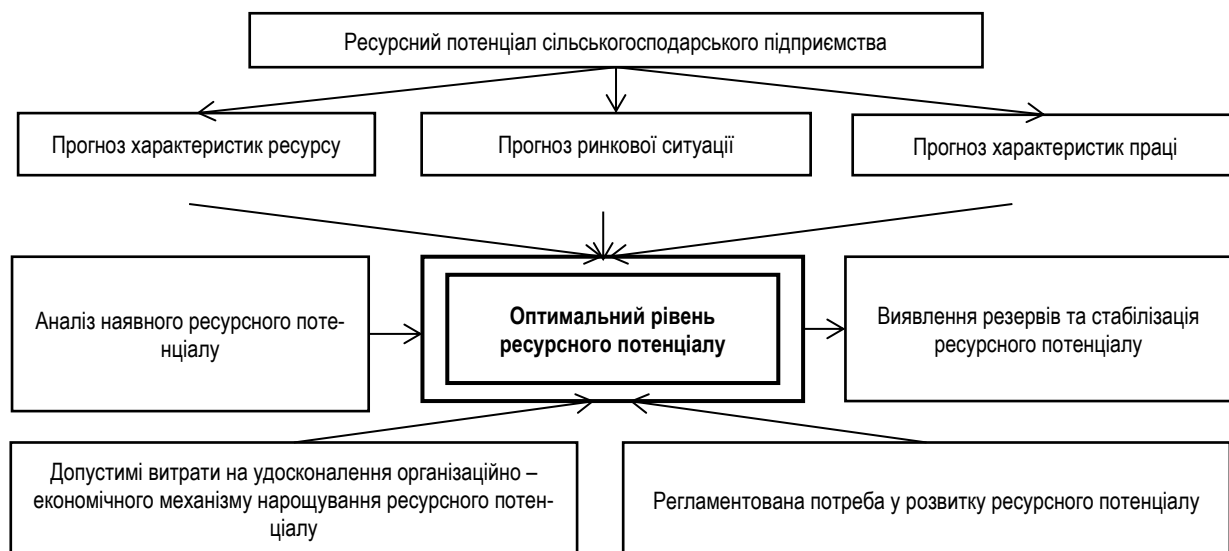 Ресурсний потенціал сільськогосподарського підприємства
Прогноз характеристик ресурсу
Прогноз ринкової ситуації
Прогноз характеристик праці
Аналіз наявного ресурсного поте-
нціалу
Оптимальний рівень
ресурсного потенціалу
Виявлення резервів та стабілізація
ресурсного потенціалу
Допустимі витрати на удосконалення організаційно –
економічного механізму нарощування ресурсного потен-
ціалу
Регламентована потреба у розвитку ресурсного потенціалу